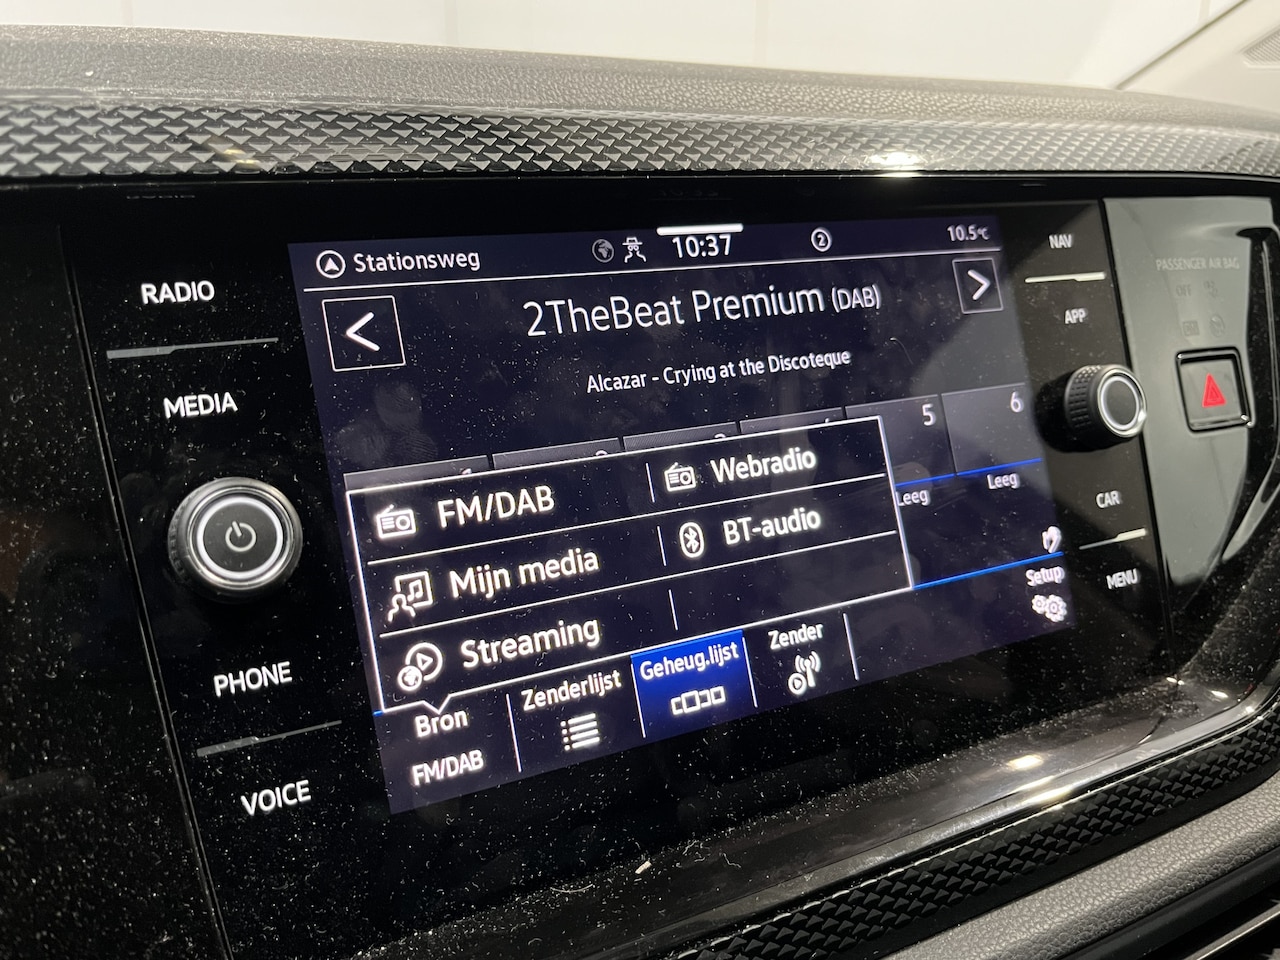 RADIO
MEDIA
PHONE
VOICE
Stationsweg
10:37
2
10.5°C
<
2TheBeat Premium (DAB)
>
Alcazar - Crying at the Discoteque
5
6
Leeg
Leeg
FM/DAB
Webradio
Mijn media
BT-audio
Streaming
Bron
FM/DAB
Zenderlijst
Geheug.lijst
Zender
Setup
NAV
APP
CAR
MENU
PASSENGER AIR BAG
OFF